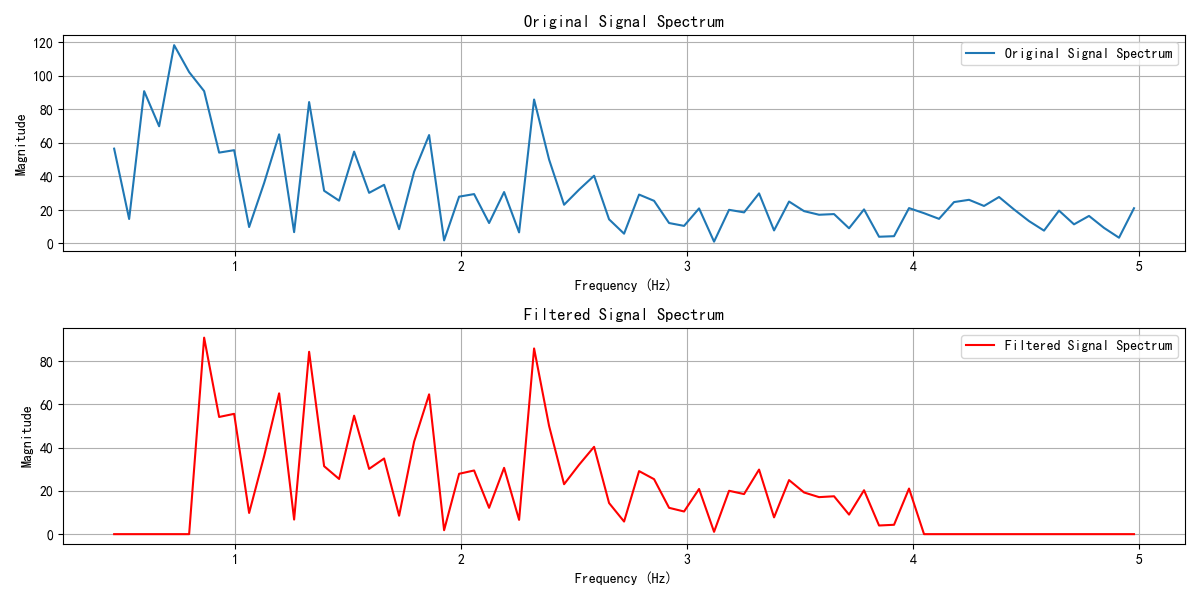 Original Signal Spectrum
120
100
80
60
40
20
0
Magnitude
Original Signal Spectrum
1 2 3 4 5
Frequency (Hz)
Filtered Signal Spectrum
80
60
40
20
0
Magnitude
Filtered Signal Spectrum
1 2 3 4 5
Frequency (Hz)